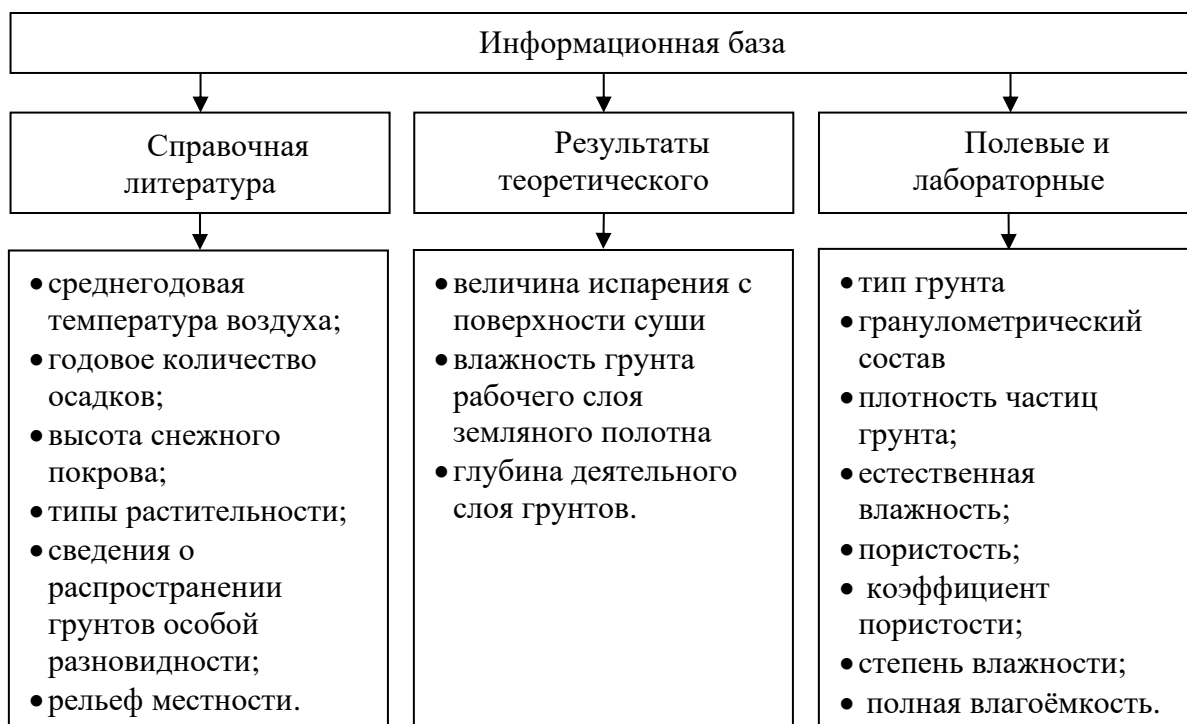 Информационная база
Справочная
литература
Результаты
теоретического
Полевые и
лабораторные
• среднегодовая
температура воздуха;
• годовое количество
осадков;
• высота снежного
покрова;
• типы растительности;
• сведения о
распространении
грунтов особой
разновидности;
• рельеф местности.
• величина испарения с
поверхности суши
• влажность грунта
рабочего слоя
земляного полотна
• глубина деятельного
слоя грунтов.
• тип грунта
• гранулометрический
состав
• плотность частиц
грунта;
• естественная
влажность;
• пористость;
• коэффициент
пористости;
• степень влажности;
• полная влагоёмкость.